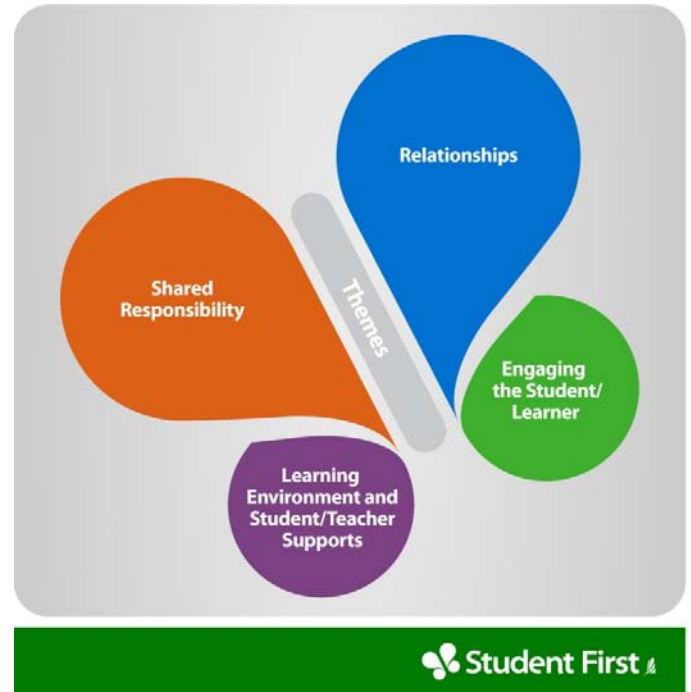 Relationships
Shared
Responsibility
Themes
Engaging
the Student/
Learner
Learning
Environment and
Student/Teacher
Supports
Student First